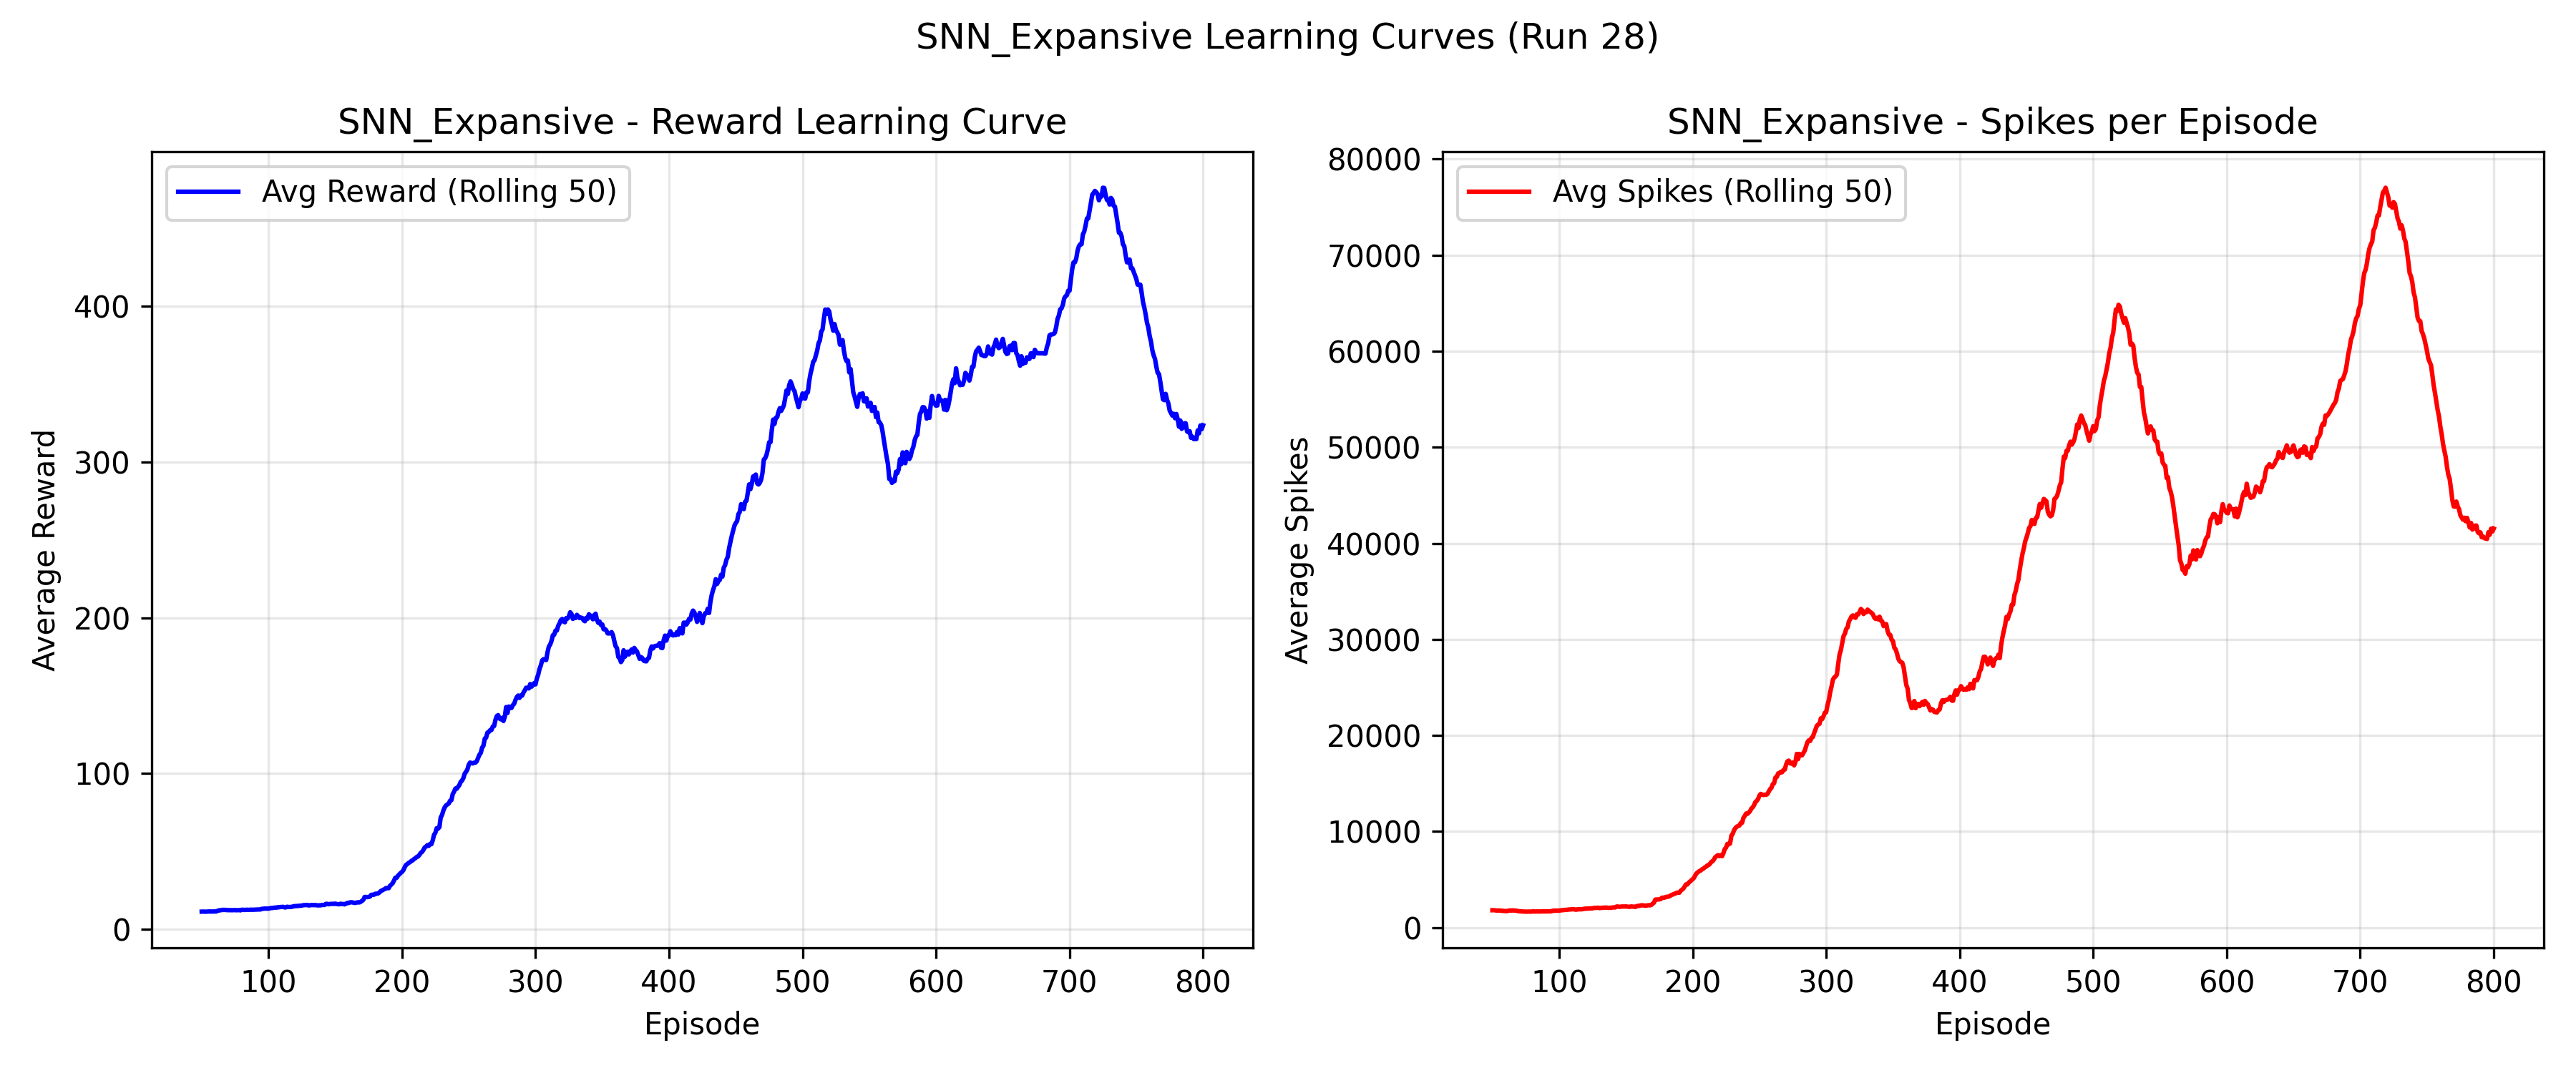 SNN_Expansive Learning Curves (Run 28)
SNN_Expansive - Reward Learning Curve
Avg Reward (Rolling 50)
Average Reward
400
300
200
100
0
100 200 300 400 500 600 700 800
Episode
SNN_Expansive - Spikes per Episode
Avg Spikes (Rolling 50)
Average Spikes
80000
70000
60000
50000
40000
30000
20000
10000
0
100 200 300 400 500 600 700 800
Episode